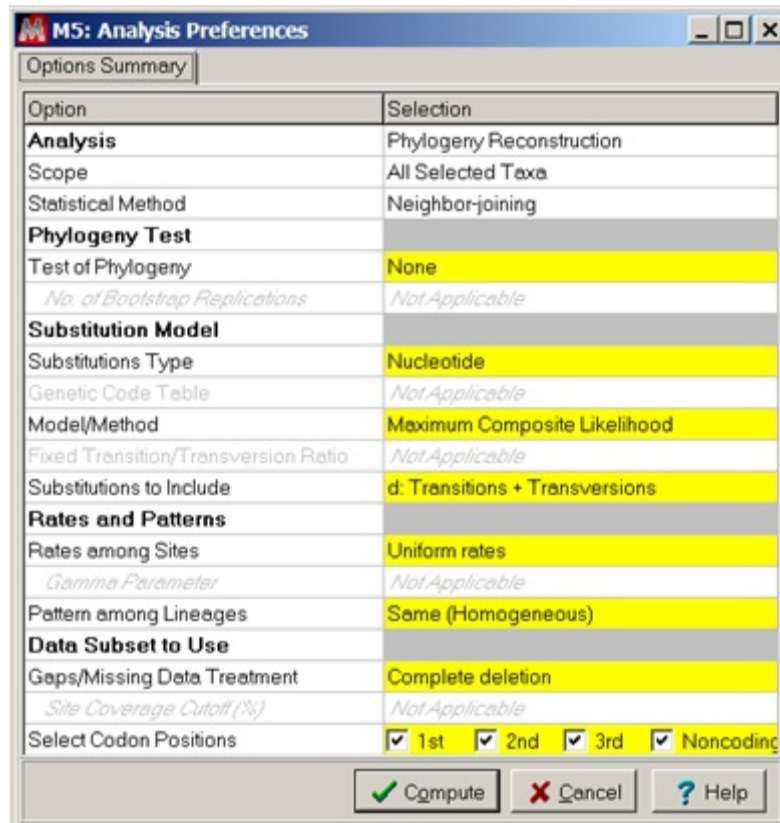 M5: Analysis Preferences
Options Summary
Option Selection
Analysis Phylogeny Reconstruction
Scope All Selected Taxa
Statistical Method Neighbor-joining
Phylogeny Test
Test of Phylogeny None
No. of Bootstrap Replications Not Applicable
Substitution Model
Substitutions Type Nucleotide
Genetic Code Table Not Applicable
Model/Method Maximum Composite Likelihood
Fixed Transition/Transversion Ratio Not Applicable
Substitutions to Include d: Transitions + Transversions
Rates and Patterns
Rates among Sites Uniform rates
Gamma Parameter Not Applicable
Pattern among Lineages Same (Homogeneous)
Data Subset to Use
Gaps/Missing Data Treatment Complete deletion
Site Coverage Cutoff (%) Not Applicable
Select Codon Positions 1st 2nd 3rd Noncoding
Compute Cancel Help